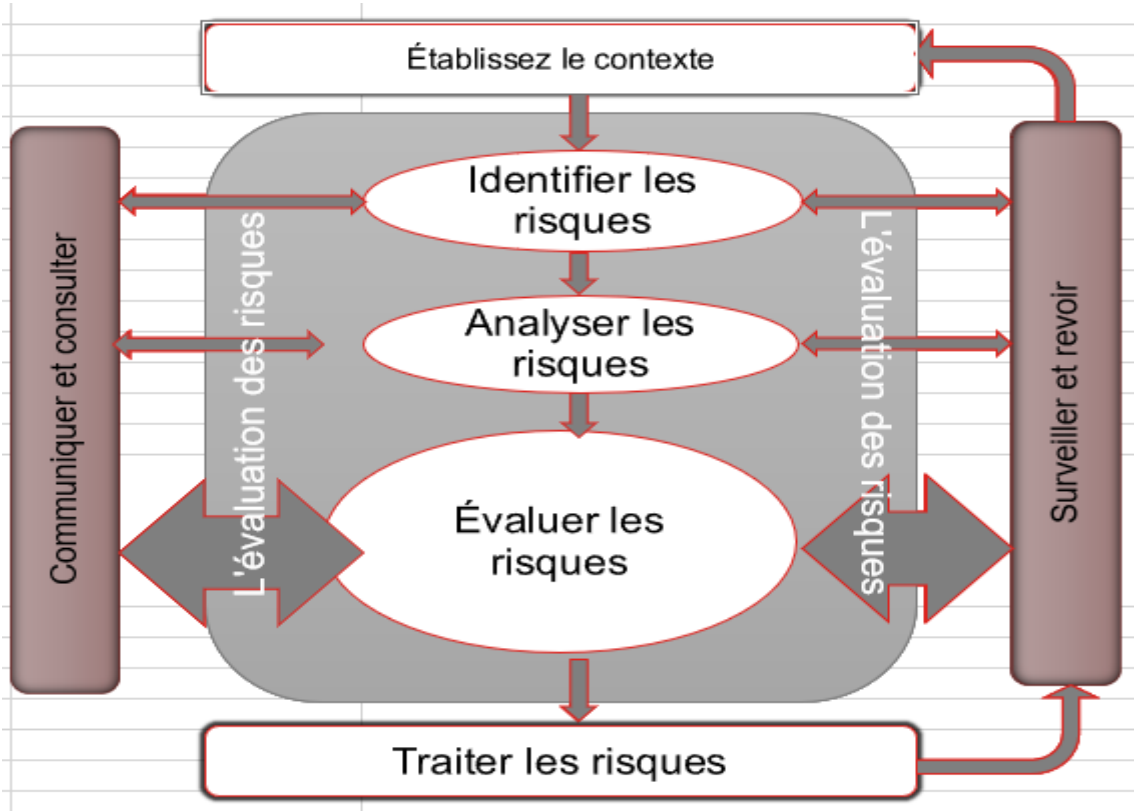 Établissez le contexte
Identifier les
risques
Analyser les
risques
Évaluer les
risques
Traiter les risques
Communiquer et consulter
L'évaluation des risques
L'évaluation des risques
Surveiller et revoir